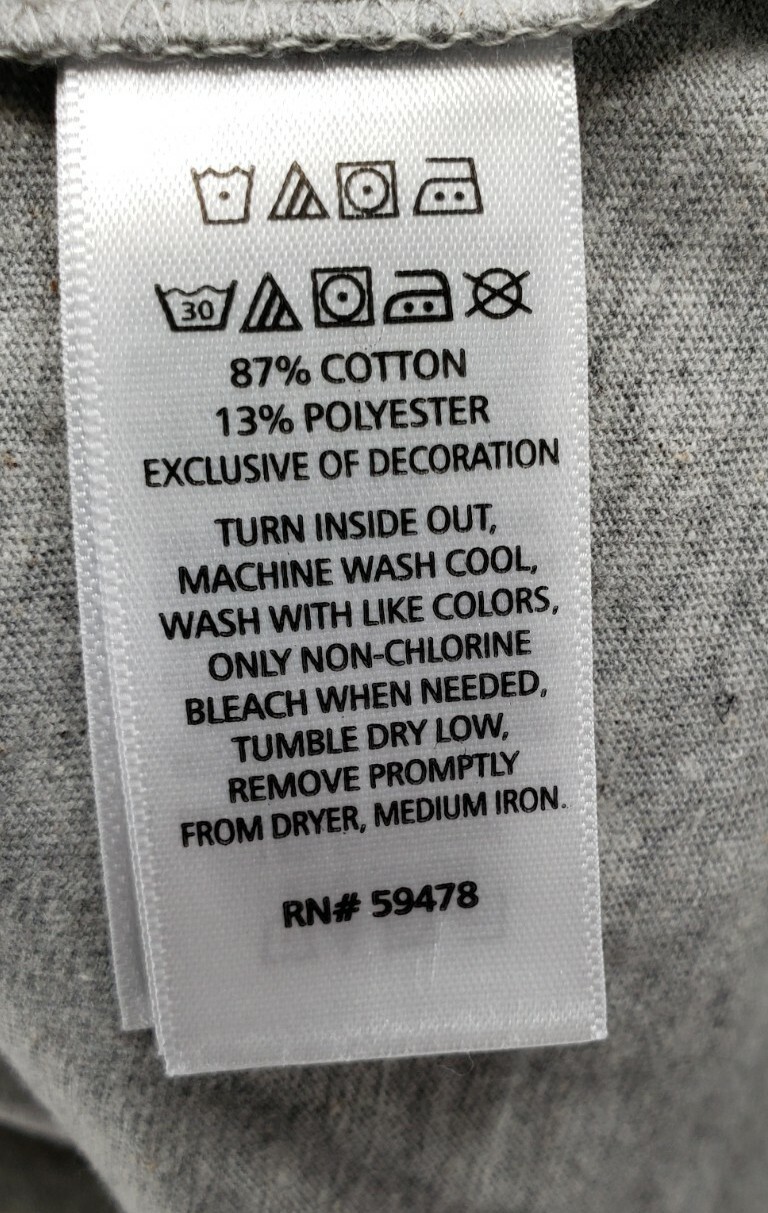 30
87% COTTON
13% POLYESTER
EXCLUSIVE OF DECORATION
TURN INSIDE OUT,
MACHINE WASH COOL,
WASH WITH LIKE COLORS,
ONLY NON-CHLORINE
BLEACH WHEN NEEDED,
TUMBLE DRY LOW,
REMOVE PROMPTLY
FROM DRYER, MEDIUM IRON.
RN# 59478